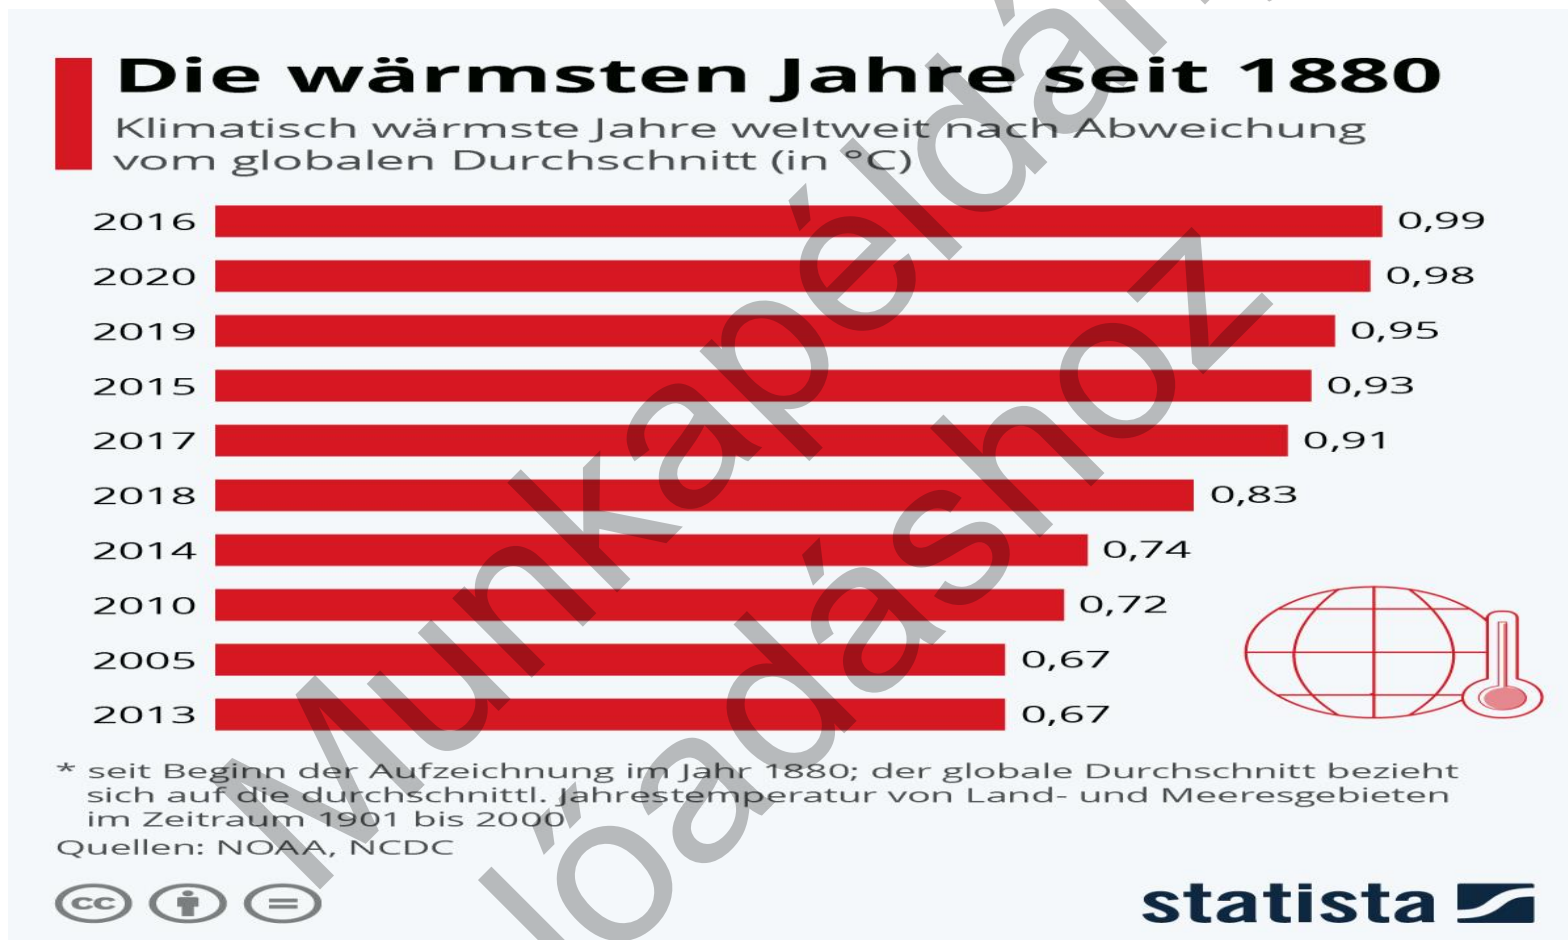 Die wärmsten Jahre seit 1880
Klimatisch wärmste Jahre weltweit nach Abweichung
vom globalen Durchschnitt (in °C)
2016 0,99
2020 0,98
2019 0,95
2015 0,93
2017 0,91
2018 0,83
2014 0,74
2010 0,72
2005 0,67
2013 0,67
* seit Beginn der Aufzeichnung im Jahr 1880; der globale Durchschnitt bezieht
sich auf die durchschnittl. Jahrestemperatur von Land- und Meeresgebieten
im Zeitraum 1901 bis 2000
Quellen: NOAA, NCDC
cc
statista
Munkapéldány
lóadáshoz